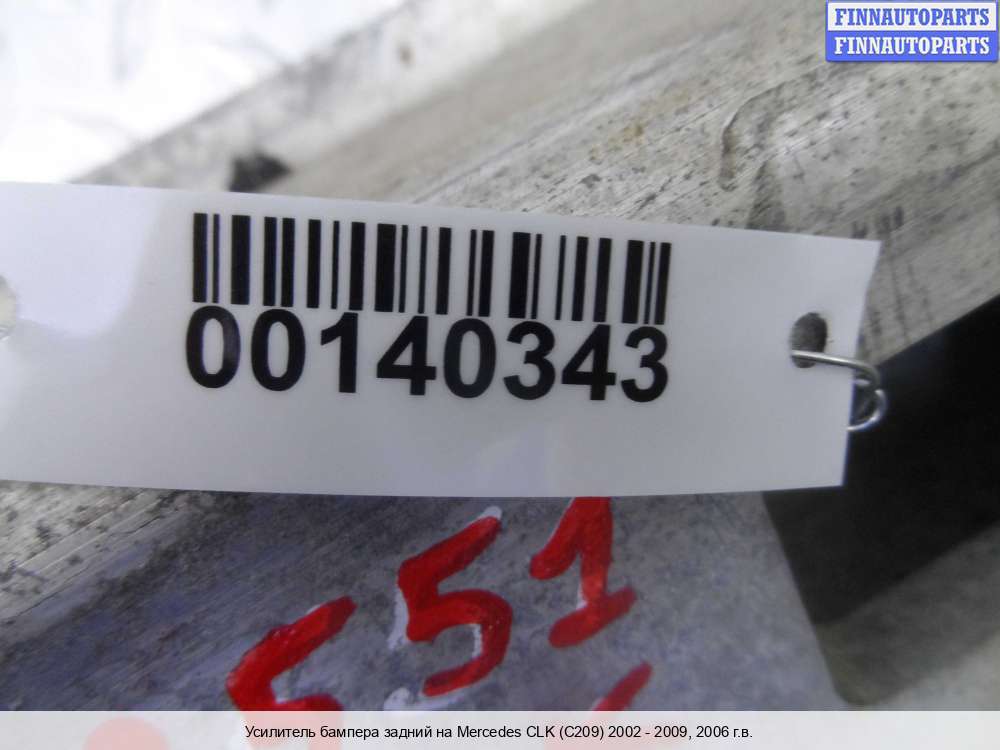 FINNAUTOPARTS
FINNAUTOPARTS
00140343
551
Усилитель бампера задний на Mercedes CLK (C209) 2002 - 2009, 2006 г.в.